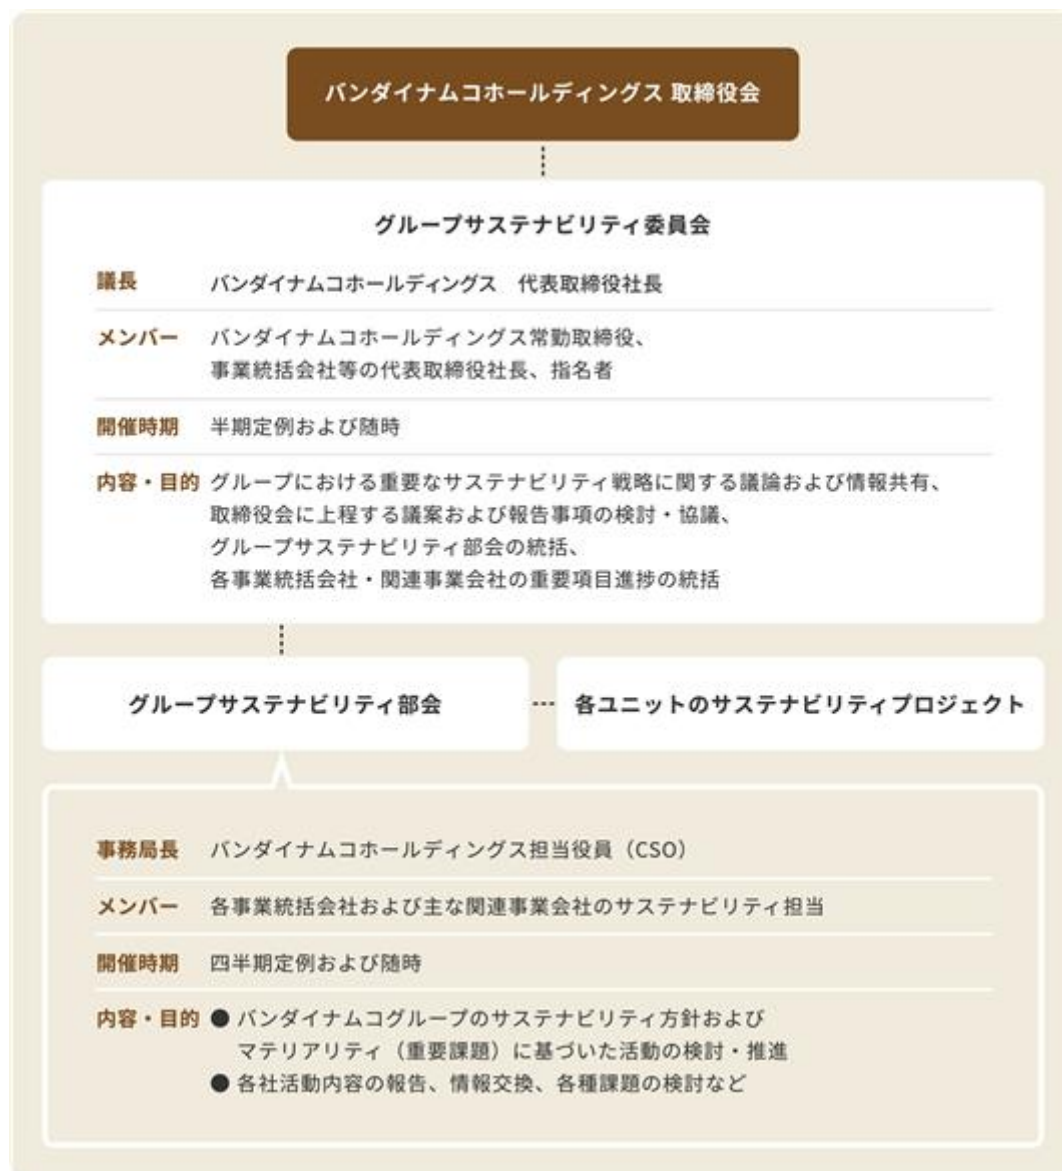 バンダイナムコホールディングス 取締役会
グループサステナビリティ委員会
議長 バンダイナムコホールディングス　代表取締役社長
メンバー バンダイナムコホールディングス常勤取締役、
事業統括会社等の代表取締役社長、指名者
開催時期 半期定例および随時
内容・目的 グループにおける重要なサステナビリティ戦略に関する議論および情報共有、
取締役会に上程する議案および報告事項の検討・協議、
グループサステナビリティ部会の統括、
各事業統括会社・関連事業会社の重要項目進捗の統括
グループサステナビリティ部会
各ユニットのサステナビリティプロジェクト
事務局長 バンダイナムコホールディングス担当役員（CSO）
メンバー 各事業統括会社および主な関連事業会社のサステナビリティ担当
開催時期 四半期定例および随時
内容・目的 ● バンダイナムコグループのサステナビリティ方針および
マテリアリティ（重要課題）に基づいた活動の検討・推進
● 各社活動内容の報告、情報交換、各種課題の検討など